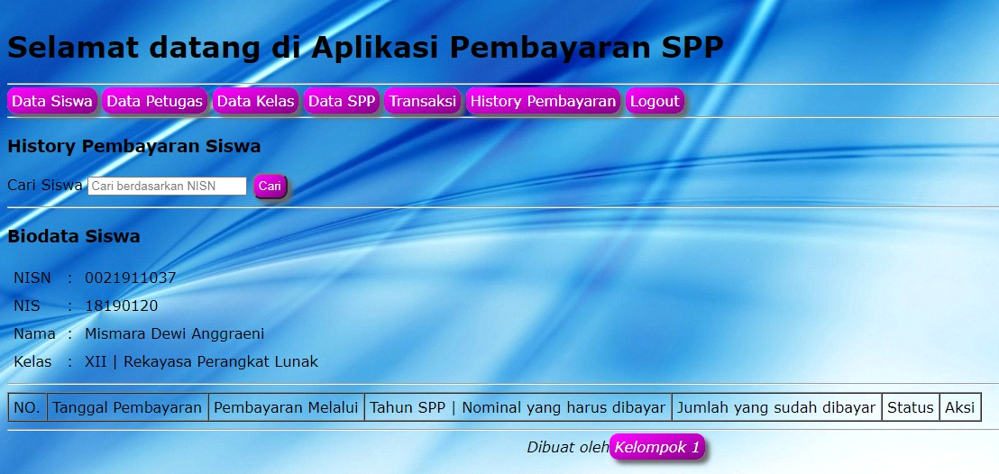 Selamat datang di Aplikasi Pembayaran SPP
Data Siswa Data Petugas Data Kelas Data SPP Transaksi History Pembayaran Logout
History Pembayaran Siswa
Cari Siswa Cari berdasarkan NISN Cari
Biodata Siswa
NISN : 0021911037
NIS : 18190120
Nama : Mismara Dewi Anggraeni
Kelas : XII | Rekayasa Perangkat Lunak
NO. Tanggal Pembayaran Pembayaran Melalui Tahun SPP | Nominal yang harus dibayar Jumlah yang sudah dibayar Status Aksi
Dibuat oleh Kelompok 1